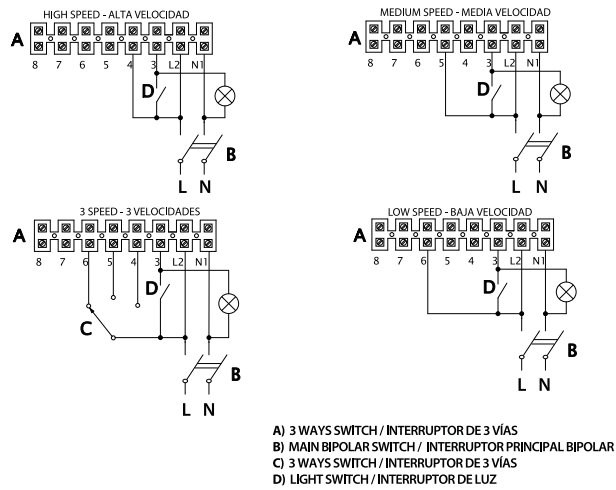 HIGH SPEED - ALTA VELOCIDAD
A
8 7 6 5 4 3 L2 N1
D
B
L N
MEDIUM SPEED - MEDIA VELOCIDAD
A
8 7 6 5 4 3 L2 N1
D
B
L N
3 SPEED - 3 VELOCIDADES
A
8 7 6 5 4 3 L2 N1
D
C
B
L N
LOW SPEED - BAJA VELOCIDAD
A
8 7 6 5 4 3 L2 N1
D
B
L N
A) 3 WAYS SWITCH / INTERRUPTOR DE 3 VÍAS
B) MAIN BIPOLAR SWITCH / INTERRUPTOR PRINCIPAL BIPOLAR
C) 3 WAYS SWITCH / INTERRUPTOR DE 3 VÍAS
D) LIGHT SWITCH / INTERRUPTOR DE LUZ